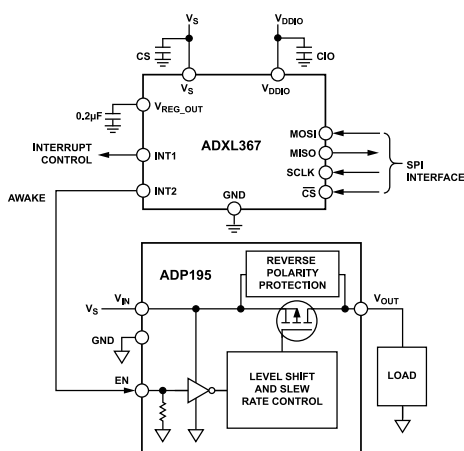 VS
VDDIO
CS
CIO
VS
VDDIO
0.2µF
VREG_OUT
ADXL367
MOSI
MISO
SCLK
CS
SPI
INTERFACE
INTERRUPT
CONTROL
INT1
INT2
AWAKE
GND
ADP195
REVERSE
POLARITY
PROTECTION
VS
VIN
VOUT
GND
EN
LEVEL SHIFT
AND SLEW
RATE CONTROL
LOAD